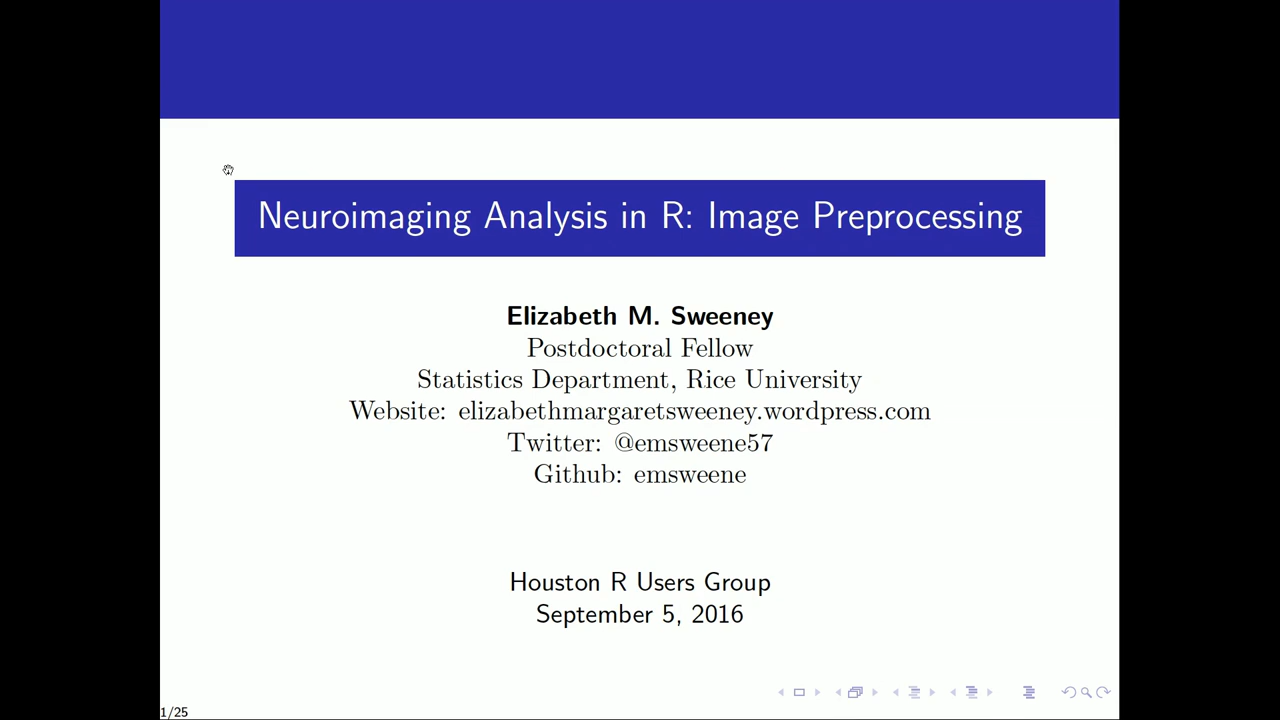 Neuroimaging Analysis in R: Image Preprocessing
Elizabeth M. Sweeney
Postdoctoral Fellow
Statistics Department, Rice University
Website: elizabethmargaretsweeney.wordpress.com
Twitter: @emsweene57
Github: emsweene
Houston R Users Group
September 5, 2016
1/25